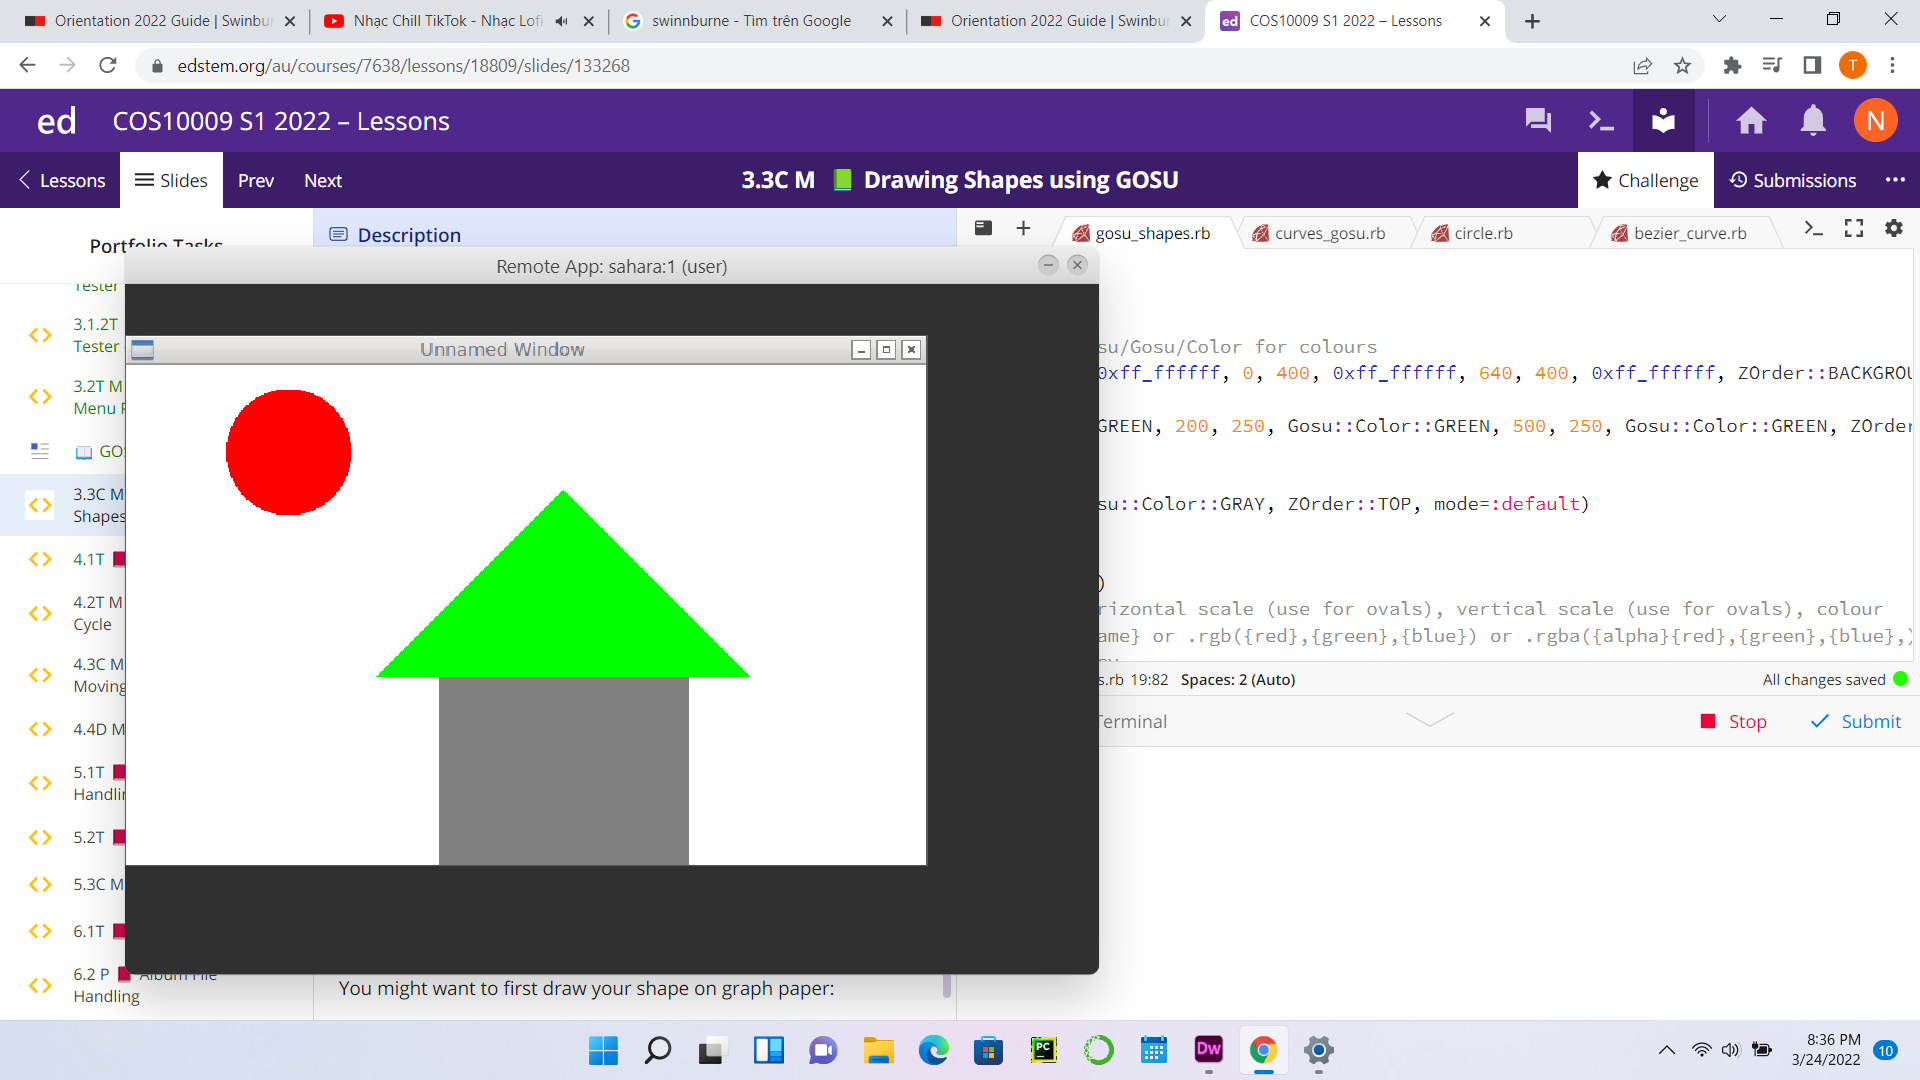 Orientation 2022 Guide | Swinbur
Nhạc Chill TikTok - Nhạc Lofi
swinnburne - Tìm trên Google
Orientation 2022 Guide | Swinbur
ed
COS10009 S1 2022 – Lessons
edstem.org/au/courses/7638/lessons/18809/slides/133268
T
ed
COS10009 S1 2022 – Lessons
N
Lessons
Slides
Prev
Next
3.3C M
Drawing Shapes using GOSU
Challenge
Submissions
Portfolio Tasks
Description
gosu_shapes.rb
curves_gosu.rb
circle.rb
bezier_curve.rb
Remote App: sahara:1 (user)
Tester
3.1.2T
Tester
3.2T M
Menu
GO
3.3C M
Shapes
4.1T
4.2T M
Cycle
4.3C M
Moving
4.4D M
5.1T
Handlin
5.2T
5.3C M
6.1T
6.2 P Album File
Handling
Unnamed Window
su/Gosu/Color for colours
0xff_ffffff, 0, 400, 0xff_ffffff, 640, 400, 0xff_ffffff, ZOrder::BACKGROU
GREEN, 200, 250, Gosu::Color::GREEN, 500, 250, Gosu::Color::GREEN, ZOrder
su::Color::GRAY, ZOrder::TOP, mode=:default)
)
rizontal scale (use for ovals), vertical scale (use for ovals), colour
ame} or .rgb({red},{green},{blue}) or .rgba({alpha}{red},{green},{blue},)
s.rb 19:82 Spaces: 2 (Auto)
All changes saved
Terminal
Stop
Submit
You might want to first draw your shape on graph paper:
PC
Dw
8:36 PM
3/24/2022
10